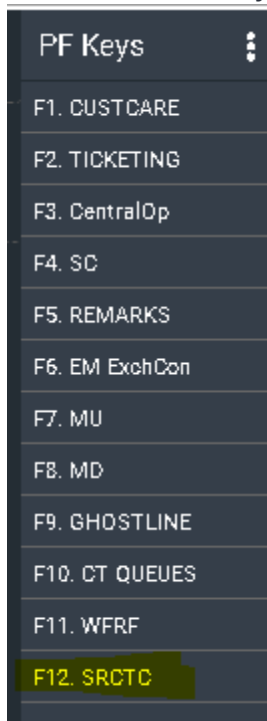 PF Keys
F1. CUSTCARE
F2. TICKETING
F3. CentralOp
F4. SC
F5. REMARKS
F6. EM ExchCon
F7. MU
F8. MD
F9. GHOSTLINE
F10. CT QUEUES
F11. WFRF
F12. SRCTC